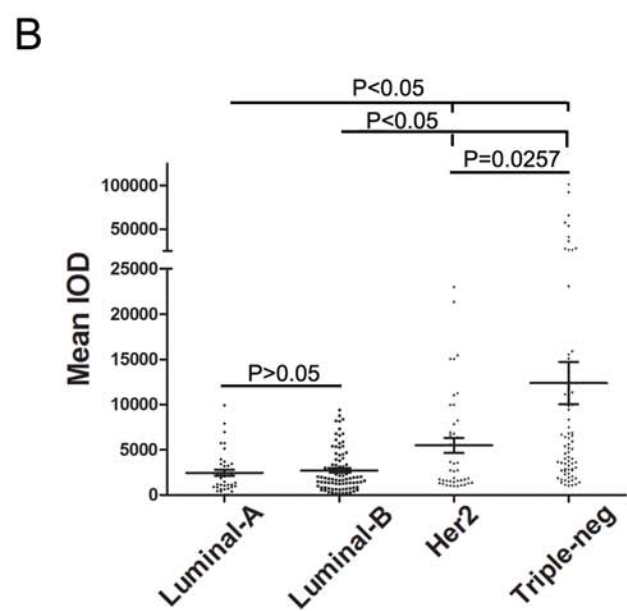 B
P<0.05
P<0.05
P=0.0257
100000
50000
25000
20000
15000
10000
5000
0
Mean IOD
P>0.05
Luminal-A
Luminal-B
Her2
Triple-neg